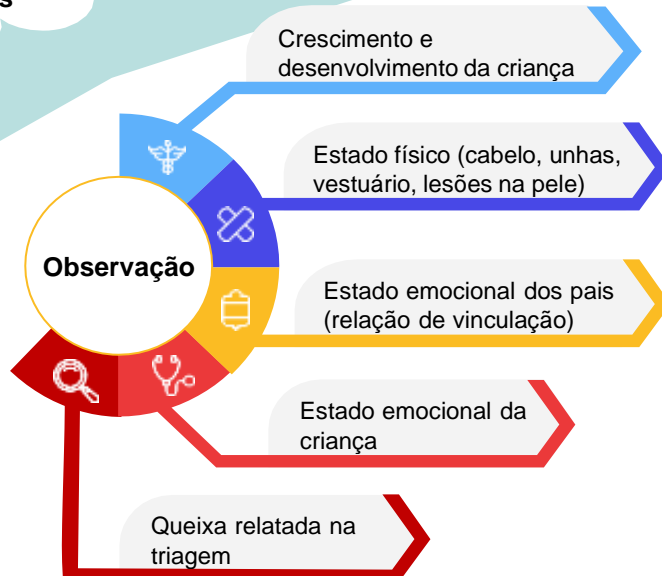 s
Crescimento e
desenvolvimento da criança
Estado físico (cabelo, unhas,
vestuário, lesões na pele)
Observação
Estado emocional dos pais
(relação de vinculação)
Estado emocional da
criança
Queixa relatada na
triagem